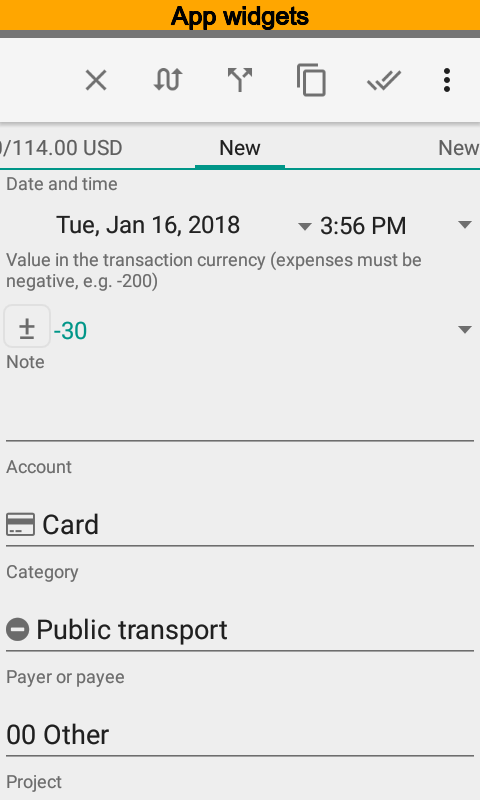 App widgets
0/114.00 USD New New
Date and time
Tue, Jan 16, 2018 3:56 PM
Value in the transaction currency (expenses must be
negative, e.g. -200)
± -30
Note
Account
Card
Category
Public transport
Payer or payee
00 Other
Project